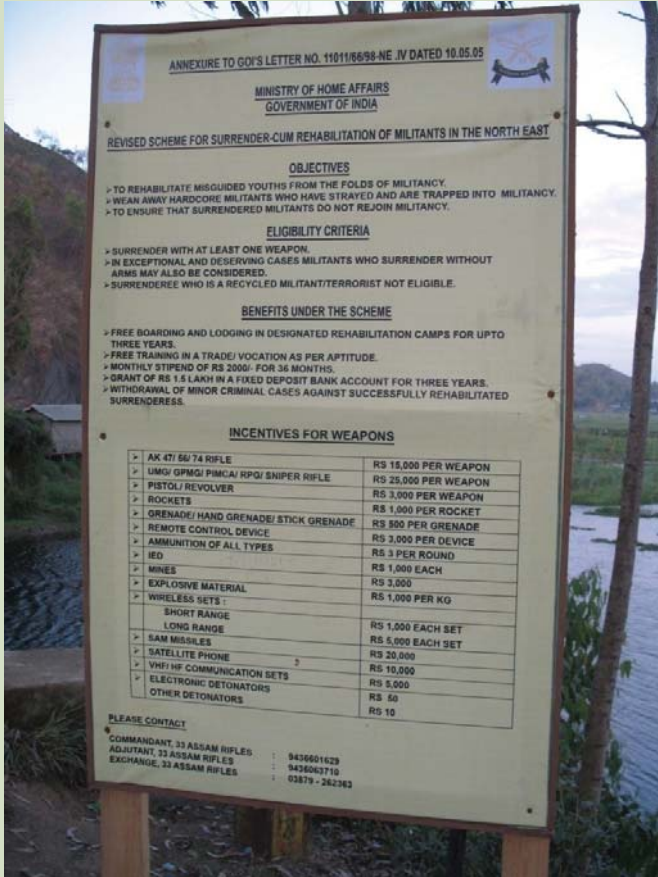 ANNEXURE TO GOI'S LETTER NO. 11011/66/98-NE .IV DATED 10.05.05
MINISTRY OF HOME AFFAIRS
GOVERNMENT OF INDIA
REVISED SCHEME FOR SURRENDER-CUM REHABILITATION OF MILITANTS IN THE NORTH EAST
OBJECTIVES
➢ TO REHABILITATE MISGUIDED YOUTHS FROM THE FOLDS OF MILITANCY.
➢ WEAN AWAY HARDCORE MILITANTS WHO HAVE STRAYED AND ARE TRAPPED INTO MILITANCY.
➢ TO ENSURE THAT SURRENDERED MILITANTS DO NOT REJOIN MILITANCY.
ELIGIBILITY CRITERIA
➢ SURRENDER WITH AT LEAST ONE WEAPON.
➢ IN EXCEPTIONAL AND DESERVING CASES MILITANTS WHO SURRENDER WITHOUT
ARMS MAY ALSO BE CONSIDERED.
➢ SURRENDEREE WHO IS A RECYCLED MILITANT/TERRORIST NOT ELIGIBLE.
BENEFITS UNDER THE SCHEME
➢ FREE BOARDING AND LODGING IN DESIGNATED REHABILITATION CAMPS FOR UPTO
THREE YEARS.
➢ FREE TRAINING IN A TRADE/ VOCATION AS PER APTITUDE.
➢ MONTHLY STIPEND OF RS 2000/- FOR 36 MONTHS.
➢ GRANT OF RS 1.5 LAKH IN A FIXED DEPOSIT BANK ACCOUNT FOR THREE YEARS.
➢ WITHDRAWAL OF MINOR CRIMINAL CASES AGAINST SUCCESSFULLY REHABILITATED
SURRENDERESS.
INCENTIVES FOR WEAPONS
➢ AK 47/ 56/ 74 RIFLE RS 15,000 PER WEAPON
➢ UMG/ GPMG/ PIMCA/ RPG/ SNIPER RIFLE RS 25,000 PER WEAPON
➢ PISTOL/ REVOLVER RS 3,000 PER WEAPON
➢ ROCKETS RS 1,000 PER ROCKET
➢ GRENADE/ HAND GRENADE/ STICK GRENADE RS 500 PER GRENADE
➢ REMOTE CONTROL DEVICE RS 3,000 PER DEVICE
➢ AMMUNITION OF ALL TYPES RS 3 PER ROUND
➢ IED RS 1,000 EACH
➢ MINES RS 3,000
➢ EXPLOSIVE MATERIAL RS 1,000 PER KG
➢ WIRELESS SETS :
SHORT RANGE RS 1,000 EACH SET
LONG RANGE RS 5,000 EACH SET
➢ SAM MISSILES RS 20,000
➢ SATELLITE PHONE RS 10,000
➢ VHF/ HF COMMUNICATION SETS RS 5,000
➢ ELECTRONIC DETONATORS RS 50
OTHER DETONATORS RS 10
PLEASE CONTACT
COMMANDANT, 33 ASSAM RIFLES : 9436601629
ADJUTANT, 33 ASSAM RIFLES : 9436063710
EXCHANGE, 33 ASSAM RIFLES : 03879 - 262363